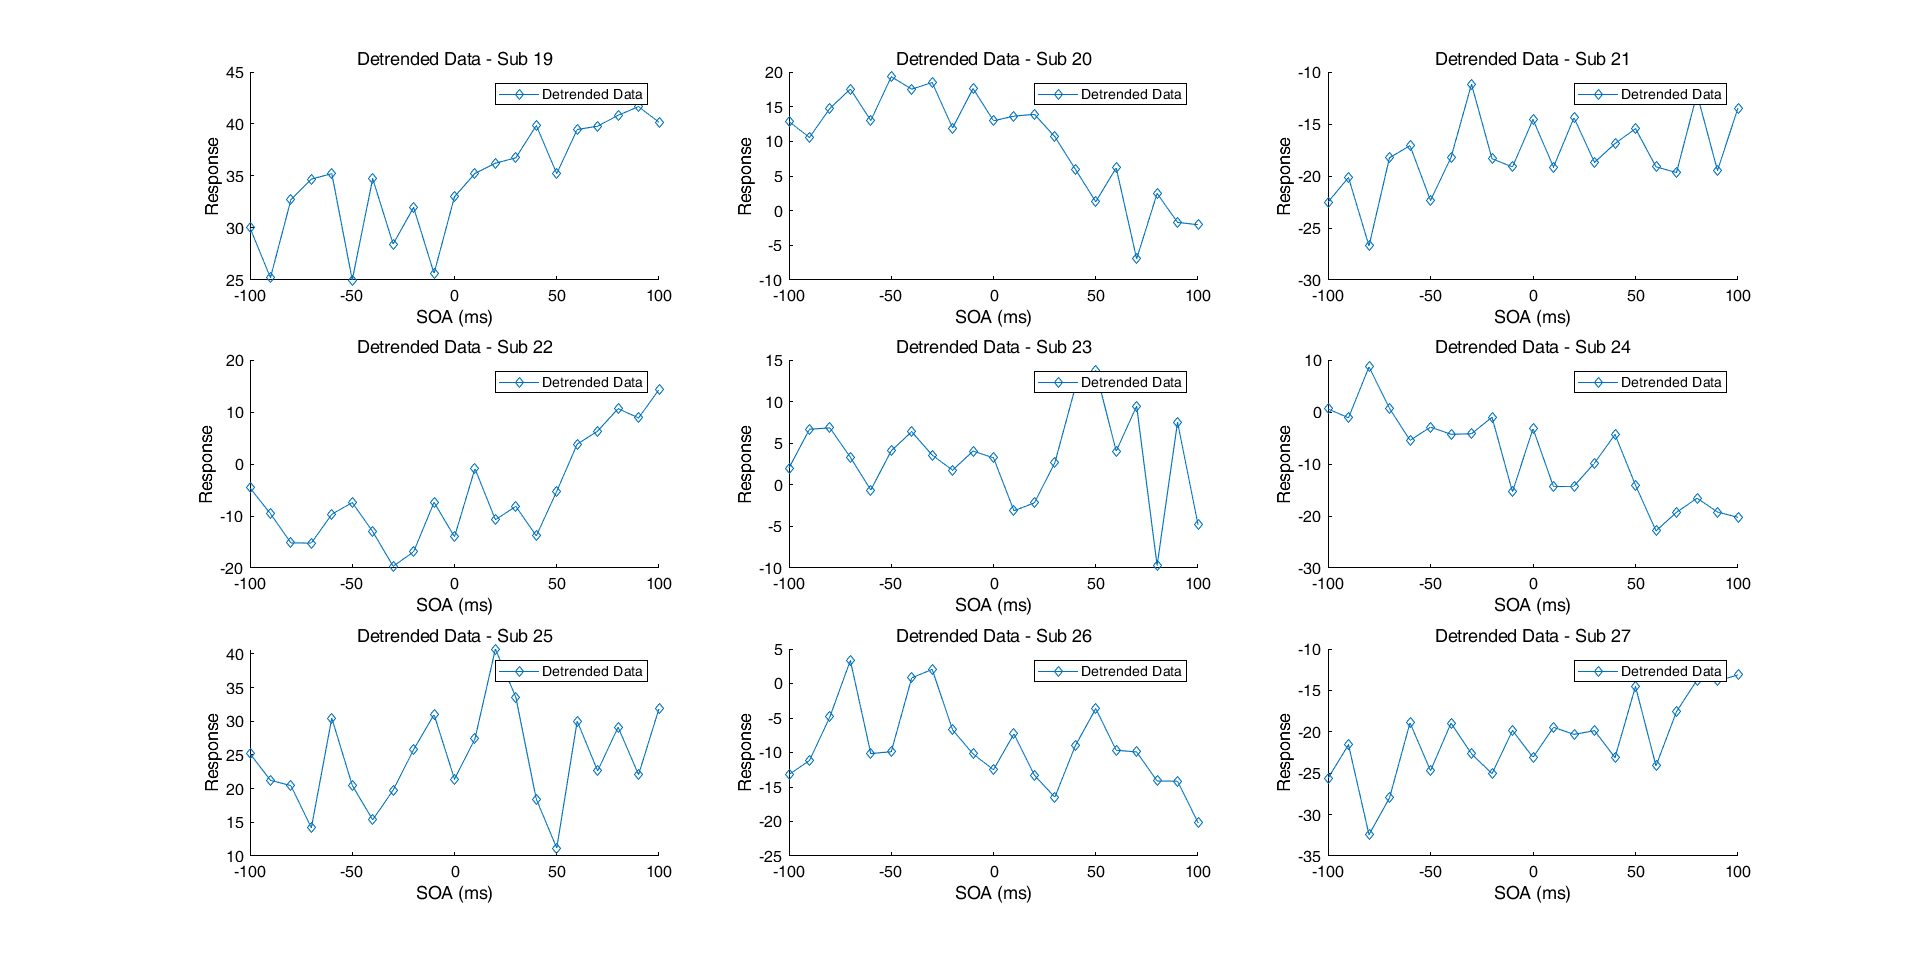 Detrended Data - Sub 19
45
40
35
30
25
Response
-100 -50 0 50 100
SOA (ms)
Detrended Data
Detrended Data - Sub 20
20
15
10
5
0
-5
-10
Response
-100 -50 0 50 100
SOA (ms)
Detrended Data
Detrended Data - Sub 21
-10
-15
-20
-25
-30
Response
-100 -50 0 50 100
SOA (ms)
Detrended Data
Detrended Data - Sub 22
20
10
0
-10
-20
Response
-100 -50 0 50 100
SOA (ms)
Detrended Data
Detrended Data - Sub 23
15
10
5
0
-5
-10
Response
-100 -50 0 50 100
SOA (ms)
Detrended Data
Detrended Data - Sub 24
10
0
-10
-20
-30
Response
-100 -50 0 50 100
SOA (ms)
Detrended Data
Detrended Data - Sub 25
40
35
30
25
20
15
10
Response
-100 -50 0 50 100
SOA (ms)
Detrended Data
Detrended Data - Sub 26
5
0
-5
-10
-15
-20
-25
Response
-100 -50 0 50 100
SOA (ms)
Detrended Data
Detrended Data - Sub 27
-10
-15
-20
-25
-30
-35
Response
-100 -50 0 50 100
SOA (ms)
Detrended Data